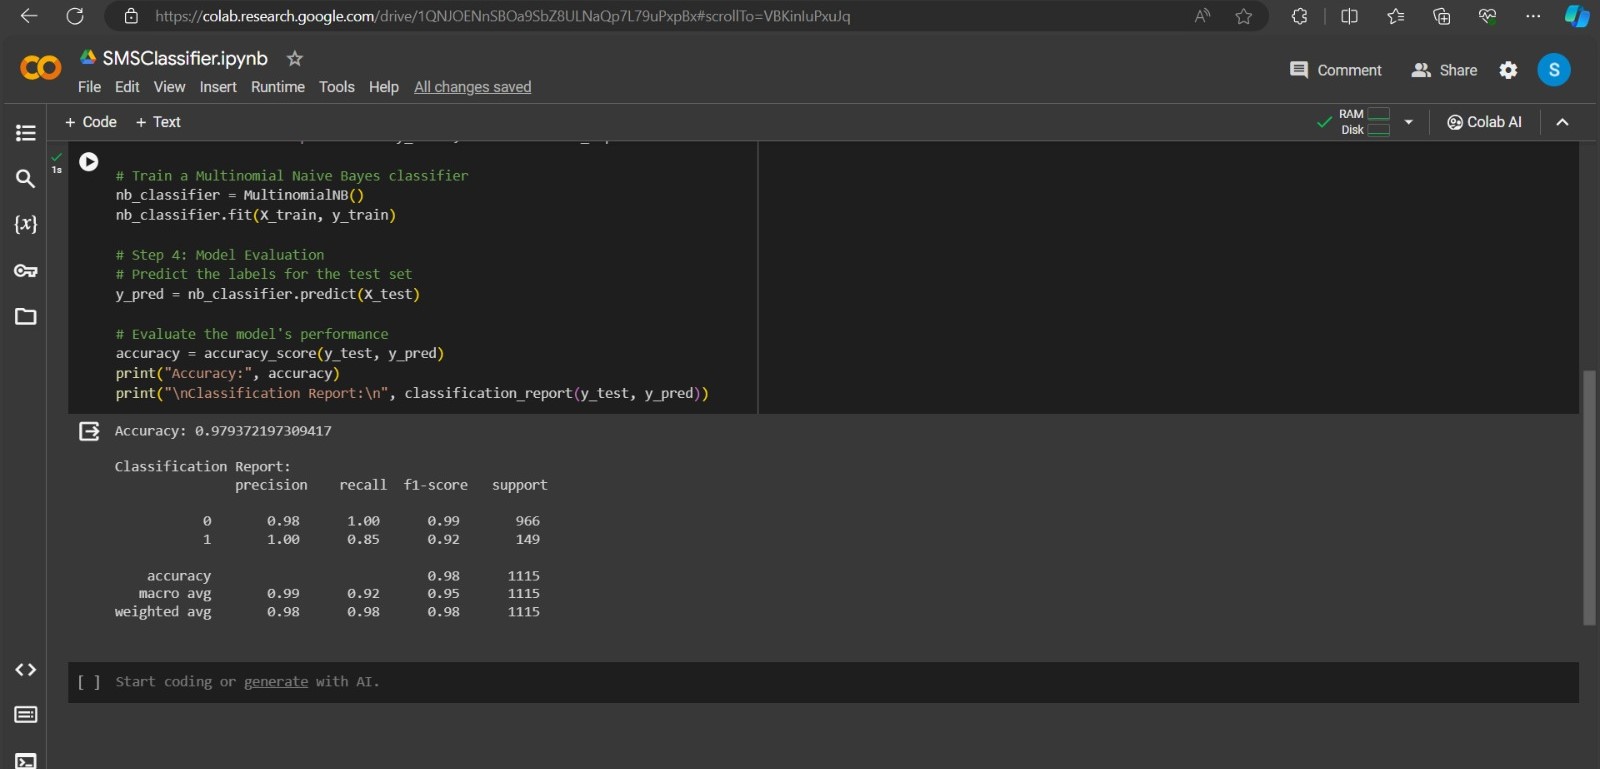 https://colab.research.google.com/drive/1QNJOENnSBOa9SbZ8ULNaQp7L79uPxpBx#scrollTo=VBKinluPxuJq
SMSClassifier.ipynb
Comment
Share
S
File Edit View Insert Runtime Tools Help All changes saved
+ Code + Text
RAM
Disk
Colab AI
1s
# Train a Multinomial Naive Bayes classifier
nb_classifier = MultinomialNB()
nb_classifier.fit(X_train, y_train)
# Step 4: Model Evaluation
# Predict the labels for the test set
y_pred = nb_classifier.predict(X_test)
# Evaluate the model's performance
accuracy = accuracy_score(y_test, y_pred)
print("Accuracy:", accuracy)
print("\nClassification Report:\n", classification_report(y_test, y_pred))
Accuracy: 0.979372197309417
Classification Report:
precision recall f1-score support
0 0.98 1.00 0.99 966
1 1.00 0.85 0.92 149
accuracy 0.98 1115
macro avg 0.99 0.92 0.95 1115
weighted avg 0.98 0.98 0.98 1115
[ ] Start coding or generate with AI.